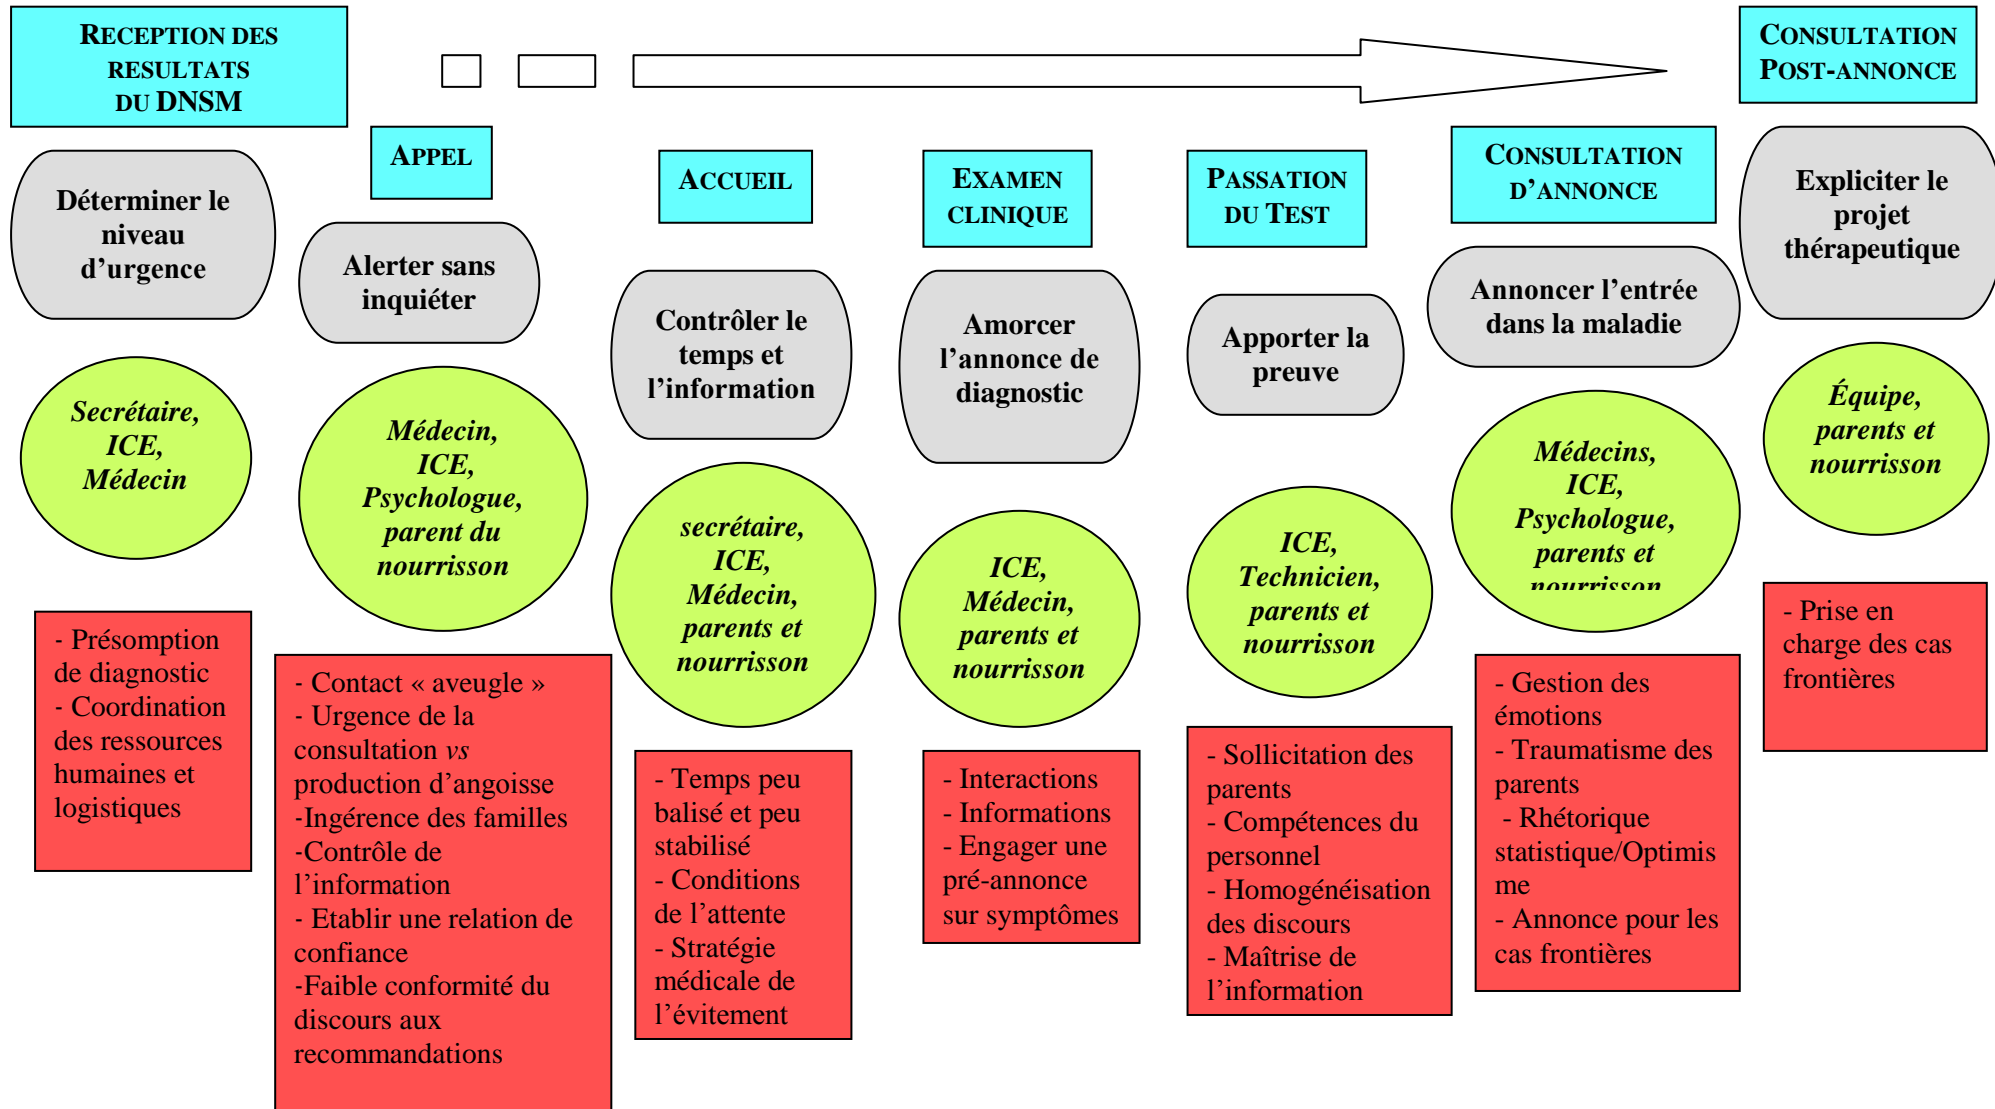 RECEPTION DES
RESULTATS
DU DNSM
Déterminer le
niveau
d’urgence
Secrétaire,
ICE,
Médecin
- Présomption
de diagnostic
- Coordination
des ressources
humaines et
logistiques
APPEL
Alerter sans
inquiéter
Médecin,
ICE,
Psychologue,
parent du
nourrisson
- Contact « aveugle »
- Urgence de la
consultation vs
production d’angoisse
-Ingérence des familles
-Contrôle de
l’information
- Etablir une relation de
confiance
-Faible conformité du
discours aux
recommandations
ACCUEIL
Contrôler le
temps et
l’information
secrétaire,
ICE,
Médecin,
parents et
nourrisson
- Temps peu
balisé et peu
stabilisé
- Conditions
de l’attente
- Stratégie
médicale de
l’évitement
EXAMEN
CLINIQUE
Amorcer
l’annonce de
diagnostic
ICE,
Médecin,
parents et
nourrisson
- Interactions
- Informations
- Engager une
pré-annonce
sur symptômes
PASSATION
DU TEST
Apporter la
preuve
ICE,
Technicien,
parents et
nourrisson
- Sollicitation des
parents
- Compétences du
personnel
- Homogénéisation
des discours
- Maîtrise de
l’information
CONSULTATION
D’ANNONCE
Annoncer l’entrée
dans la maladie
Médecins,
ICE,
Psychologue,
parents et
nourrisson
- Gestion des
émotions
- Traumatisme des
parents
- Rhétorique
statistique/Optimis
me
- Annonce pour les
cas frontières
CONSULTATION
POST-ANNONCE
Expliciter le
projet
thérapeutique
Équipe,
parents et
nourrisson
- Prise en
charge des cas
frontières